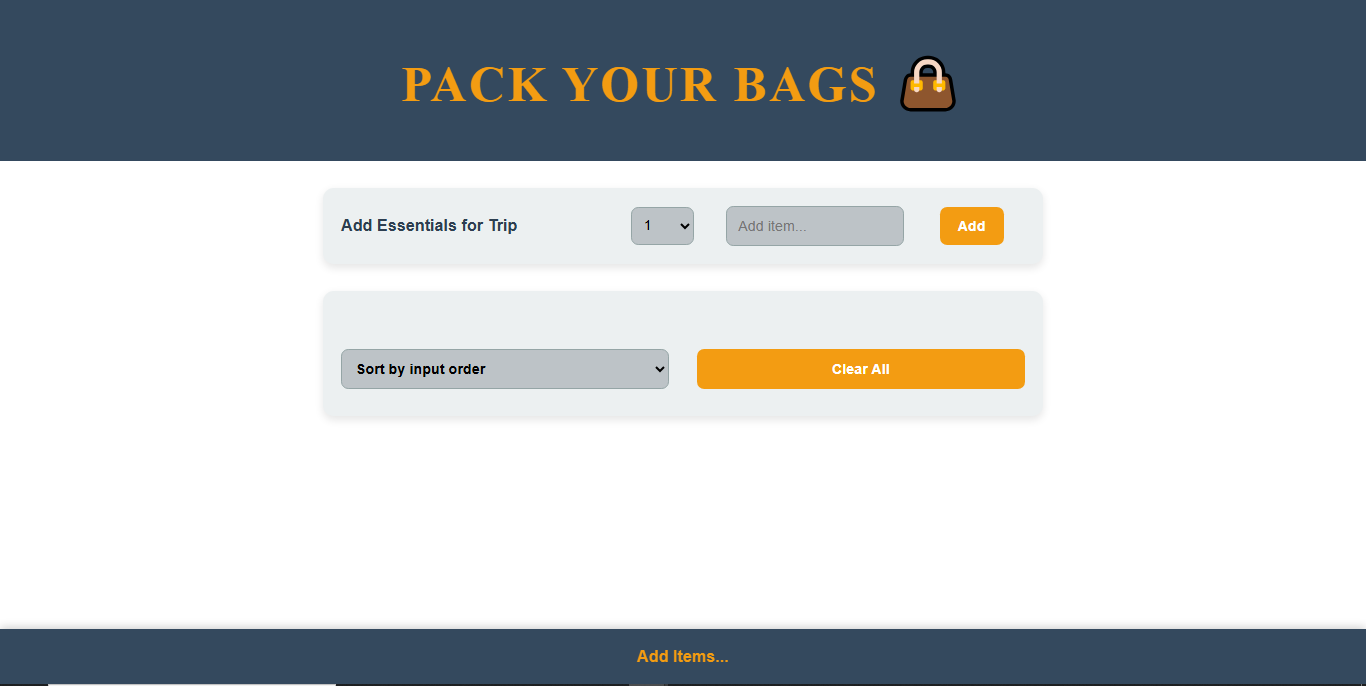 PACK YOUR BAGS
Add Essentials for Trip 1 Add item... Add
Sort by input order Clear All
Add Items...